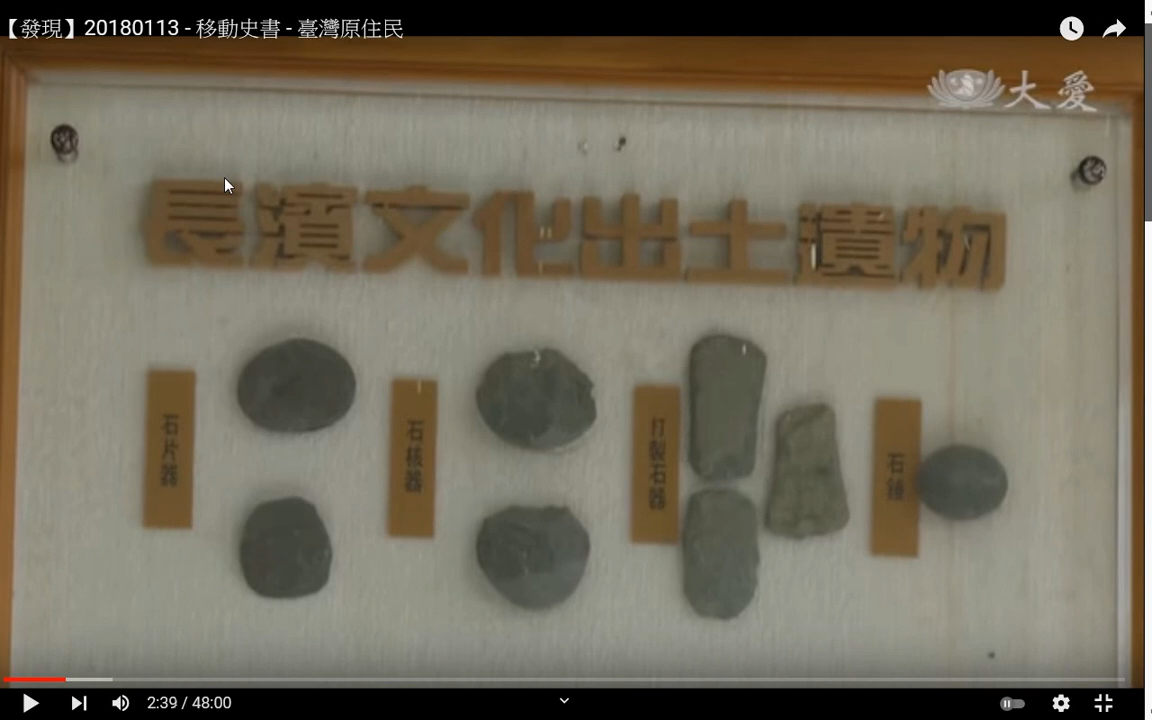 【發現】20180113 - 移動史書 - 臺灣原住民
大愛
長濱文化出土遺物
石片器
石核器
打製石器
石錘
2:39 / 48:00